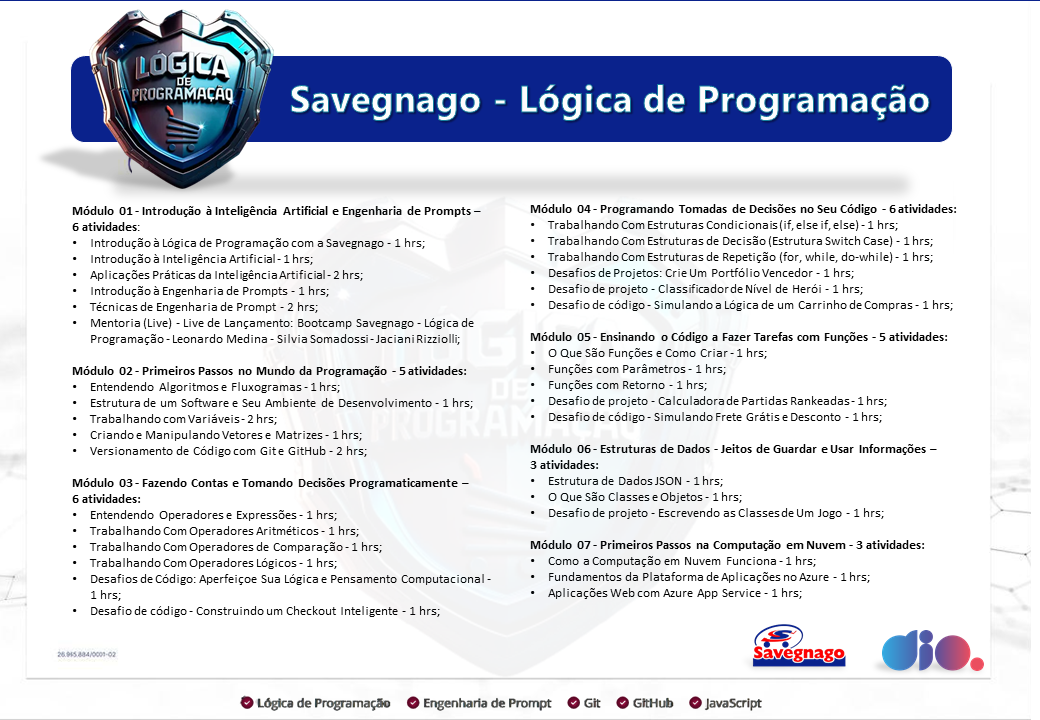 LÓGICA
DE
PROGRAMAÇÃO
Savegnago - Lógica de Programação
Módulo 01 - Introdução à Inteligência Artificial e Engenharia de Prompts –
6 atividades:
• Introdução à Lógica de Programação com a Savegnago - 1 hrs;
• Introdução à Inteligência Artificial - 1 hrs;
• Aplicações Práticas da Inteligência Artificial - 2 hrs;
• Introdução à Engenharia de Prompts - 1 hrs;
• Técnicas de Engenharia de Prompt - 2 hrs;
• Mentoria (Live) - Live de Lançamento: Bootcamp Savegnago - Lógica de
Programação - Leonardo Medina - Silvia Somadossi - Jaciani Rizziolli;
Módulo 02 - Primeiros Passos no Mundo da Programação - 5 atividades:
• Entendendo Algoritmos e Fluxogramas - 1 hrs;
• Estrutura de um Software e Seu Ambiente de Desenvolvimento - 1 hrs;
• Trabalhando com Variáveis - 2 hrs;
• Criando e Manipulando Vetores e Matrizes - 1 hrs;
• Versionamento de Código com Git e GitHub - 2 hrs;
Módulo 03 - Fazendo Contas e Tomando Decisões Programaticamente –
6 atividades:
• Entendendo Operadores e Expressões - 1 hrs;
• Trabalhando Com Operadores Aritméticos - 1 hrs;
• Trabalhando Com Operadores de Comparação - 1 hrs;
• Trabalhando Com Operadores Lógicos - 1 hrs;
• Desafios de Código: Aperfeiçoe Sua Lógica e Pensamento Computacional -
1 hrs;
• Desafio de código - Construindo um Checkout Inteligente - 1 hrs;
Módulo 04 - Programando Tomadas de Decisões no Seu Código - 6 atividades:
• Trabalhando Com Estruturas Condicionais (if, else if, else) - 1 hrs;
• Trabalhando Com Estruturas de Decisão (Estrutura Switch Case) - 1 hrs;
• Trabalhando Com Estruturas de Repetição (for, while, do-while) - 1 hrs;
• Desafios de Projetos: Crie Um Portfólio Vencedor - 1 hrs;
• Desafio de projeto - Classificador de Nível de Herói - 1 hrs;
• Desafio de código - Simulando a Lógica de um Carrinho de Compras - 1 hrs;
Módulo 05 - Ensinando o Código a Fazer Tarefas com Funções - 5 atividades:
• O Que São Funções e Como Criar - 1 hrs;
• Funções com Parâmetros - 1 hrs;
• Funções com Retorno - 1 hrs;
• Desafio de projeto - Calculadora de Partidas Rankeadas - 1 hrs;
• Desafio de código - Simulando Frete Grátis e Desconto - 1 hrs;
Módulo 06 - Estruturas de Dados - Jeitos de Guardar e Usar Informações –
3 atividades:
• Estrutura de Dados JSON - 1 hrs;
• O Que São Classes e Objetos - 1 hrs;
• Desafio de projeto - Escrevendo as Classes de Um Jogo - 1 hrs;
Módulo 07 - Primeiros Passos na Computação em Nuvem - 3 atividades:
• Como a Computação em Nuvem Funciona - 1 hrs;
• Fundamentos da Plataforma de Aplicações no Azure - 1 hrs;
• Aplicações Web com Azure App Service - 1 hrs;
26.965.884/0001-02
Savegnago
dio.
Lógica de Programação Engenharia de Prompt Git GitHub JavaScript